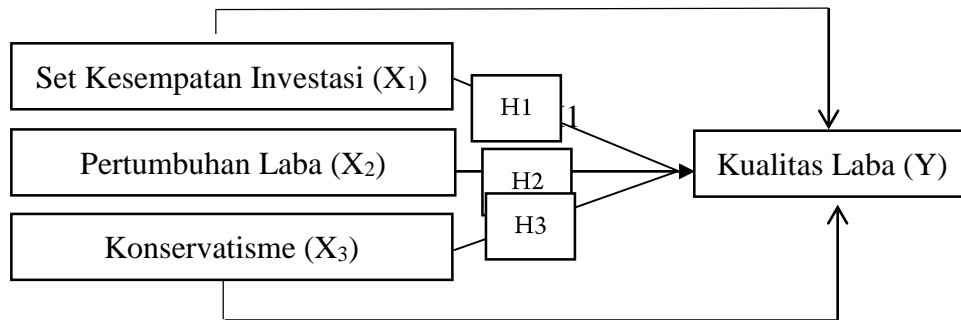 Set Kesempatan Investasi (X₁)
H1
Pertumbuhan Laba (X₂)
Kualitas Laba (Y)
H2
H3
Konservatisme (X₃)